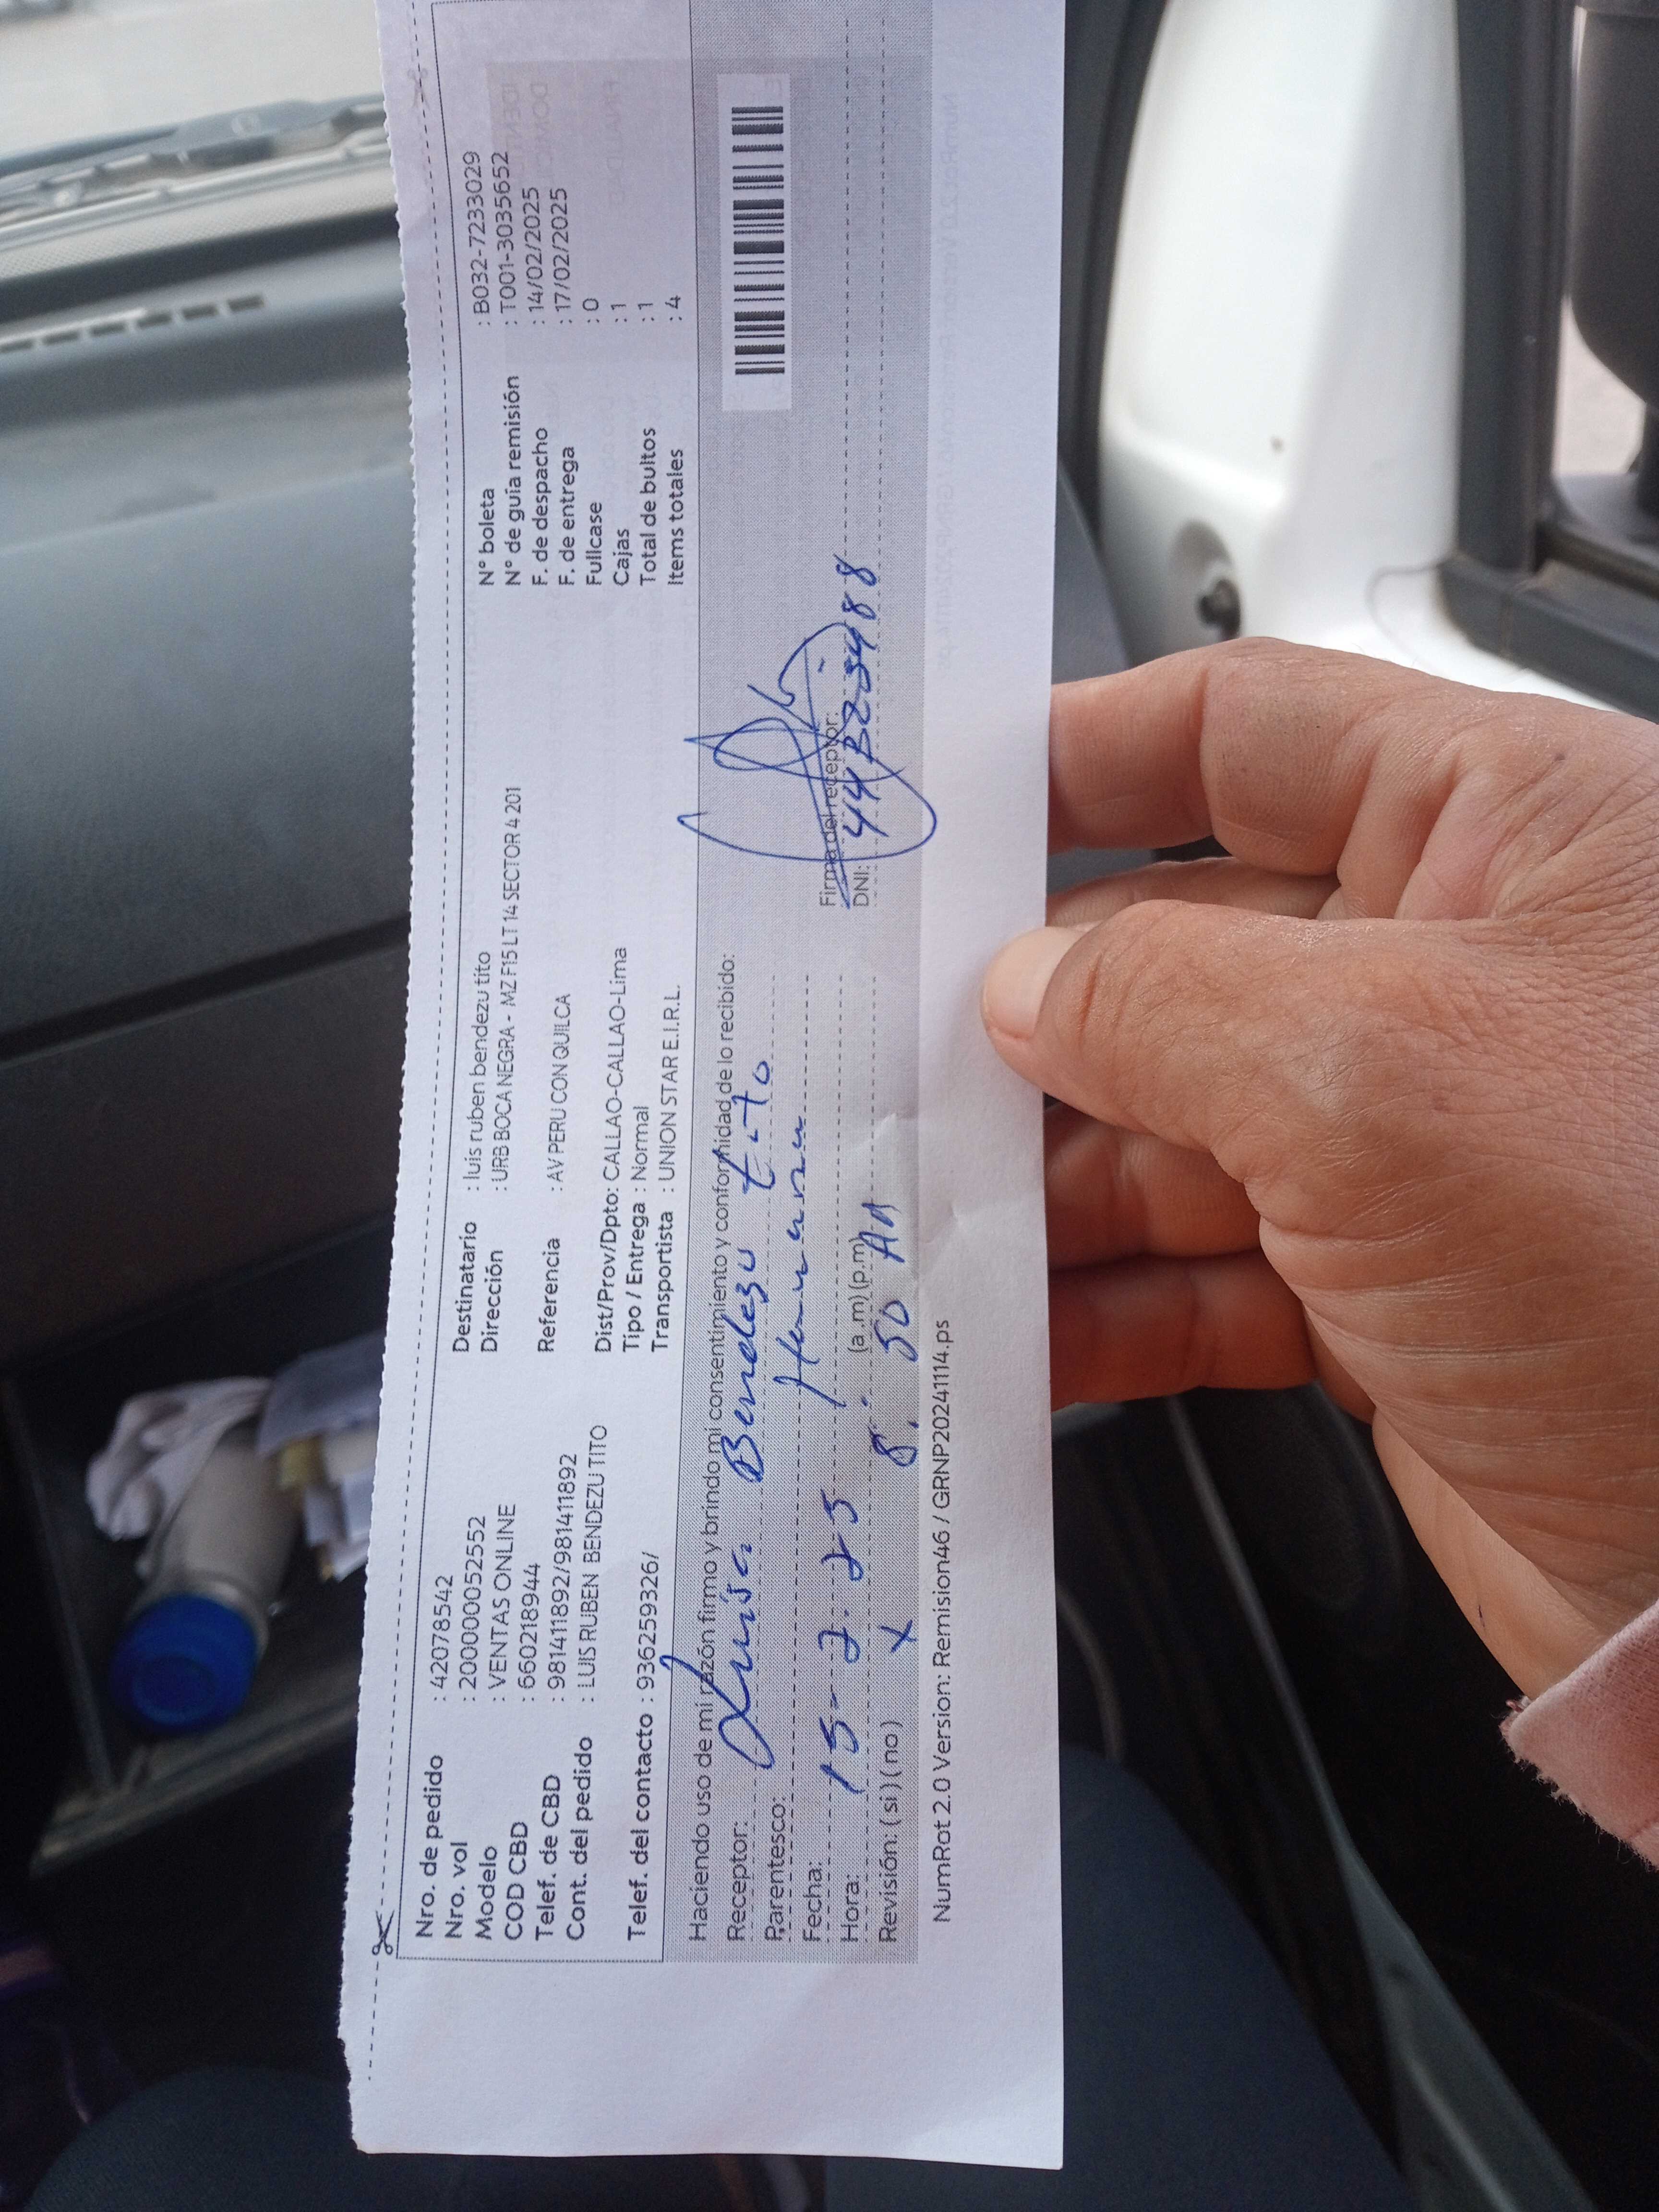 Nro. de pedido : 42078542
Nro. vol : 2000000052552
Modelo : VENTAS ONLINE
COD CBD : 660218944
Telef. de CBD : 981411892/981411892
Cont. del pedido : LUIS RUBEN BENDEZU TITO
Telef. del contacto : 936259326/
Destinatario : luis ruben bendezu tito
Dirección : URB BOCA NEGRA - MZ F15 LT 14 SECTOR 4 201
Referencia : AV PERU CON QUILCA
Dist/Prov/Dpto: CALLAO-CALLAO-Lima
Tipo / Entrega : Normal
Transportista : UNION STAR E.I.R.L.
N° boleta : B032-7233029
N° de guía remisión : T001-3035652
F. de despacho : 14/02/2025
F. de entrega : 17/02/2025
Fullcase : 0
Cajas : 1
Total de bultos : 1
Items totales : 4
Haciendo uso de mi razón firmo y brindo mi consentimiento y conformidad de lo recibido:
Receptor: Luisa Bendezu tito
Parentesco:
Fecha: 15-2-25
Hora: 8:50 (a.m) (p.m)
Revisión: (si) (no) X
Firma del receptor:
DNI:
NumRot 2.0 Version: Remision46 / GRNP20241114.ps